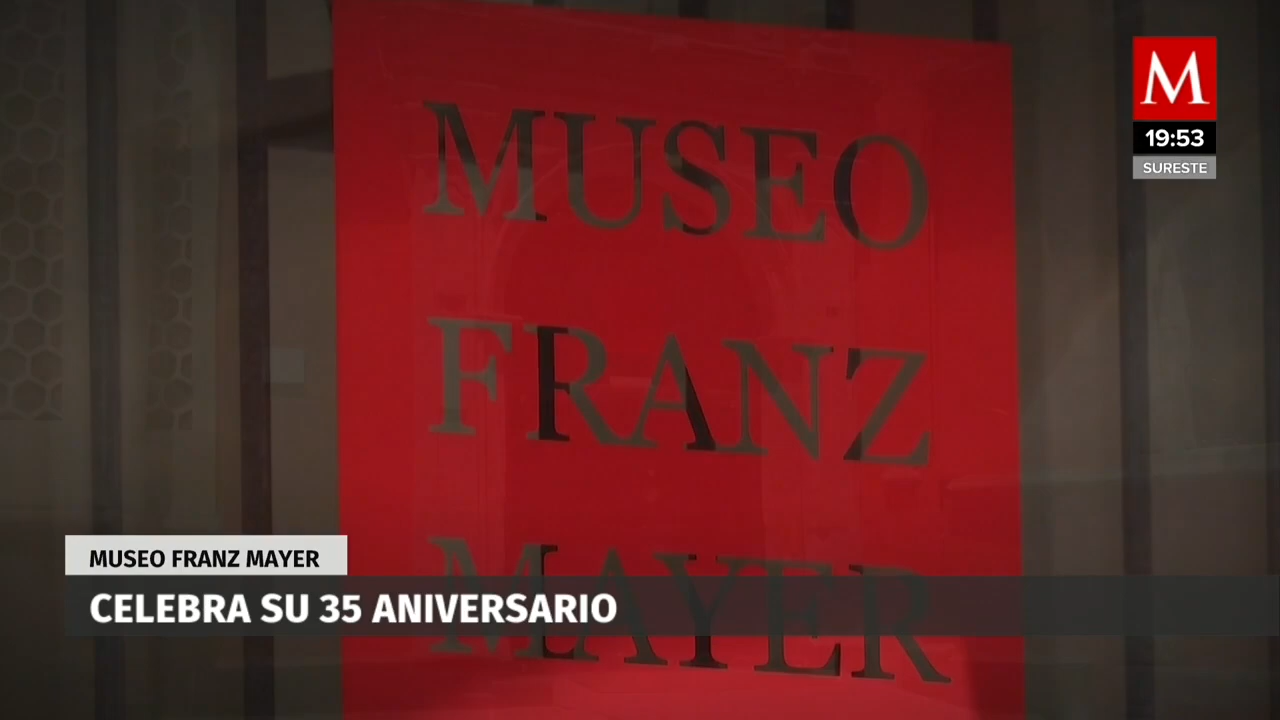 MUSEO
FRANZ
MAYER
M
19:53
SURESTE
MUSEO FRANZ MAYER
CELEBRA SU 35 ANIVERSARIO